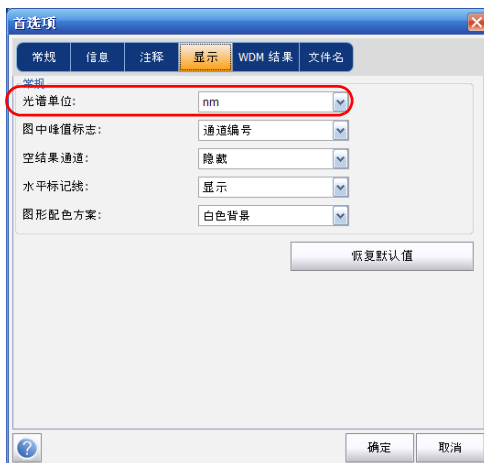 首选项
常规 信息 注释 显示 WDM 结果 文件名
常规
光谱单位: nm
图中峰值标志: 通道编号
空结果通道: 隐藏
水平标记线: 显示
图形配色方案: 白色背景
恢复默认值
? 确定 取消